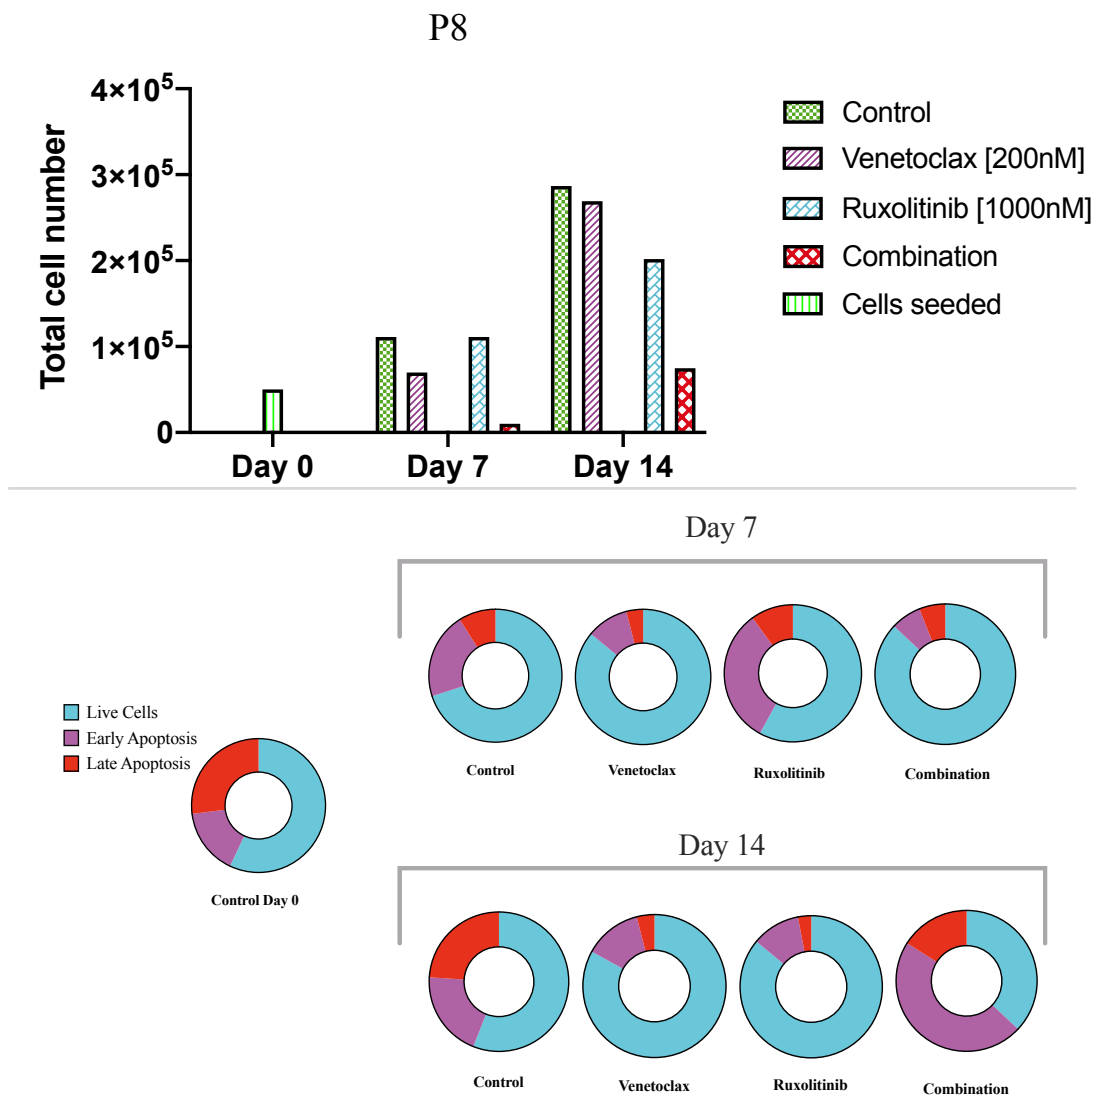 P8
4×10⁵
3×10⁵
2×10⁵
1×10⁵
0
Total cell number
Day 0
Day 7
Day 14
Control
Venetoclax [200nM]
Ruxolitinib [1000nM]
Combination
Cells seeded
Day 7
Control
Venetoclax
Ruxolitinib
Combination
Live Cells
Early Apoptosis
Late Apoptosis
Control Day 0
Day 14
Control
Venetoclax
Ruxolitinib
Combination